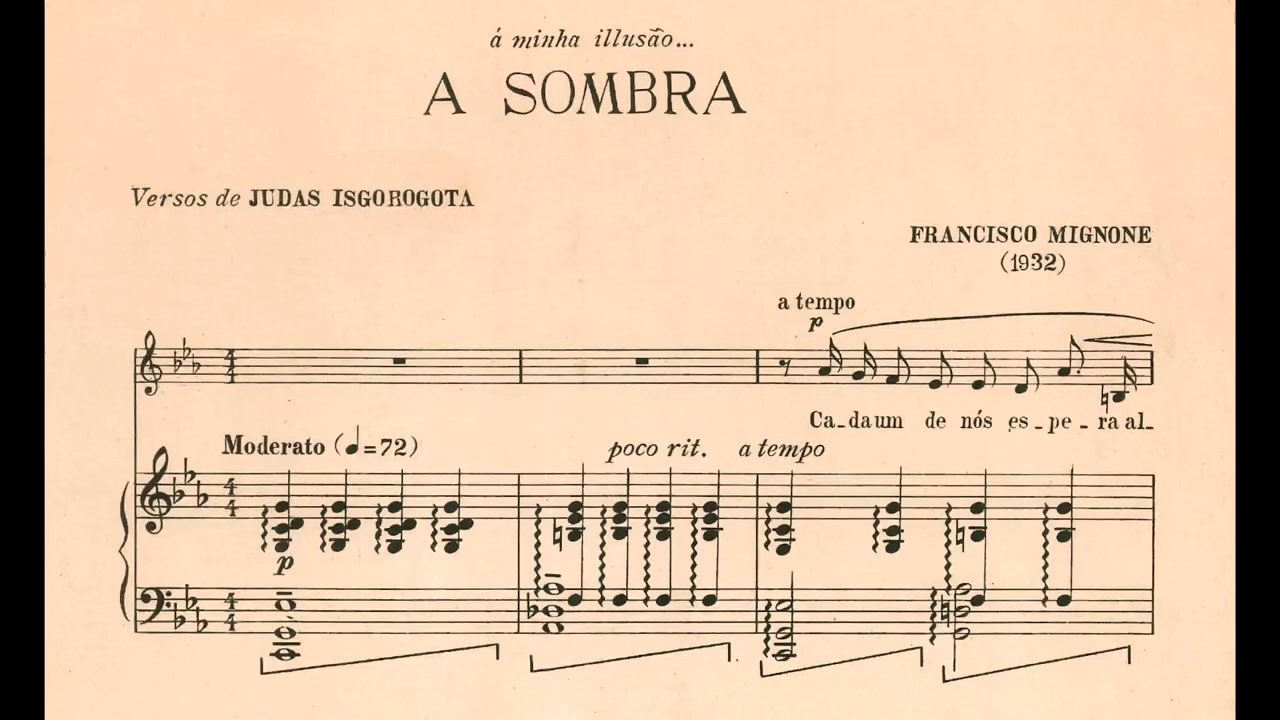 á minha illusão...
A SOMBRA
Versos de JUDAS ISGOROGOTA
FRANCISCO MIGNONE
(1932)
a tempo
p
Ca_daum de nós es_pe_ra al_
Moderato (♩=72)
poco rit. a tempo
p